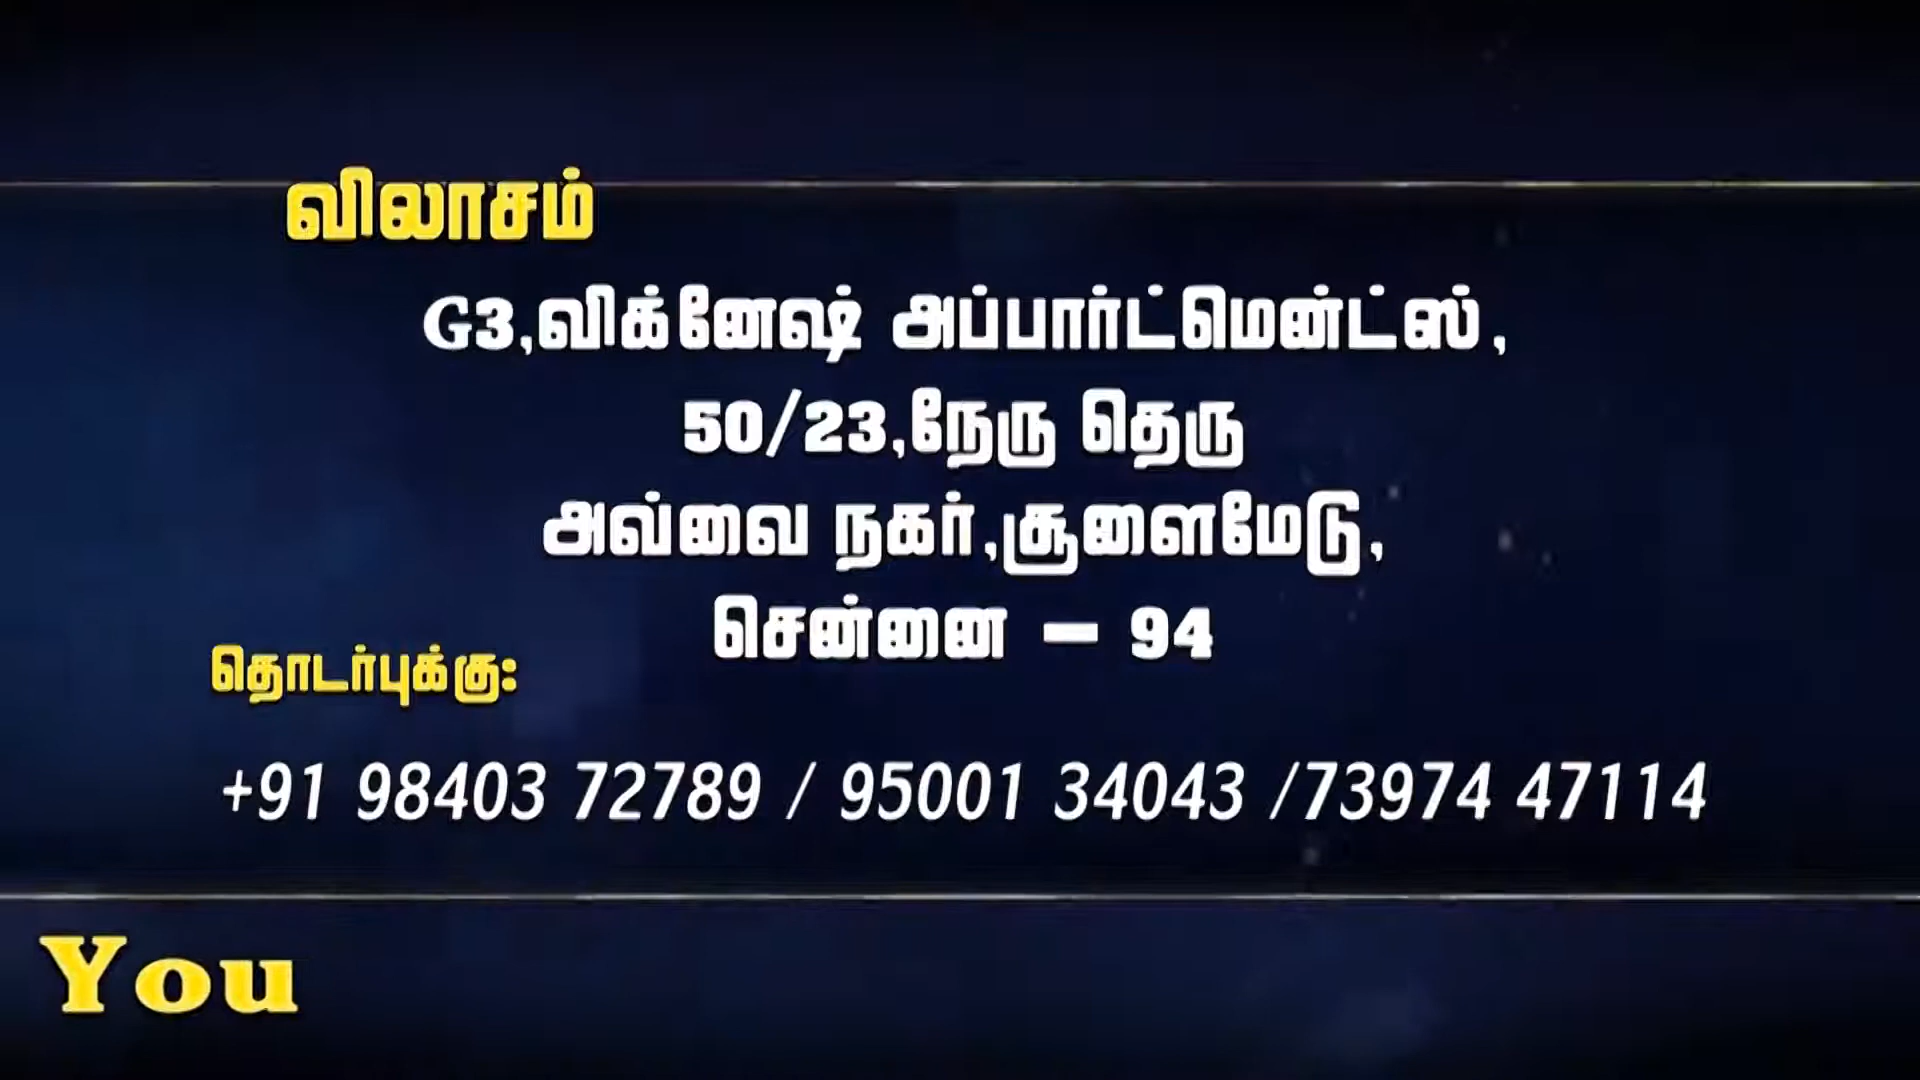 விலாசம்
G3,விக்னேஷ் அப்பார்ட்மென்ட்ஸ்,
50/23,நேரு தெரு
அவ்வை நகர்,சூளைமேடு,
சென்னை – 94
தொடர்புக்கு:
+91 98403 72789 / 95001 34043 /73974 47114
You